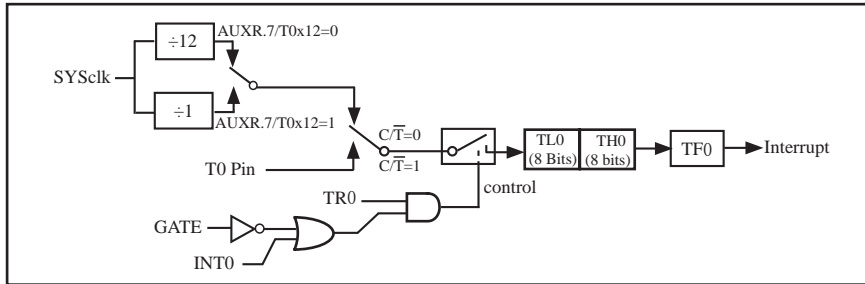 AUXR.7/T0x12=0
÷12
SYSclk
÷1
AUXR.7/T0x12=1
C/T̅=0
C/T̅=1
T0 Pin
TL0
(8 Bits)
TH0
(8 bits)
TF0
Interrupt
control
TR0
GATE
INT0